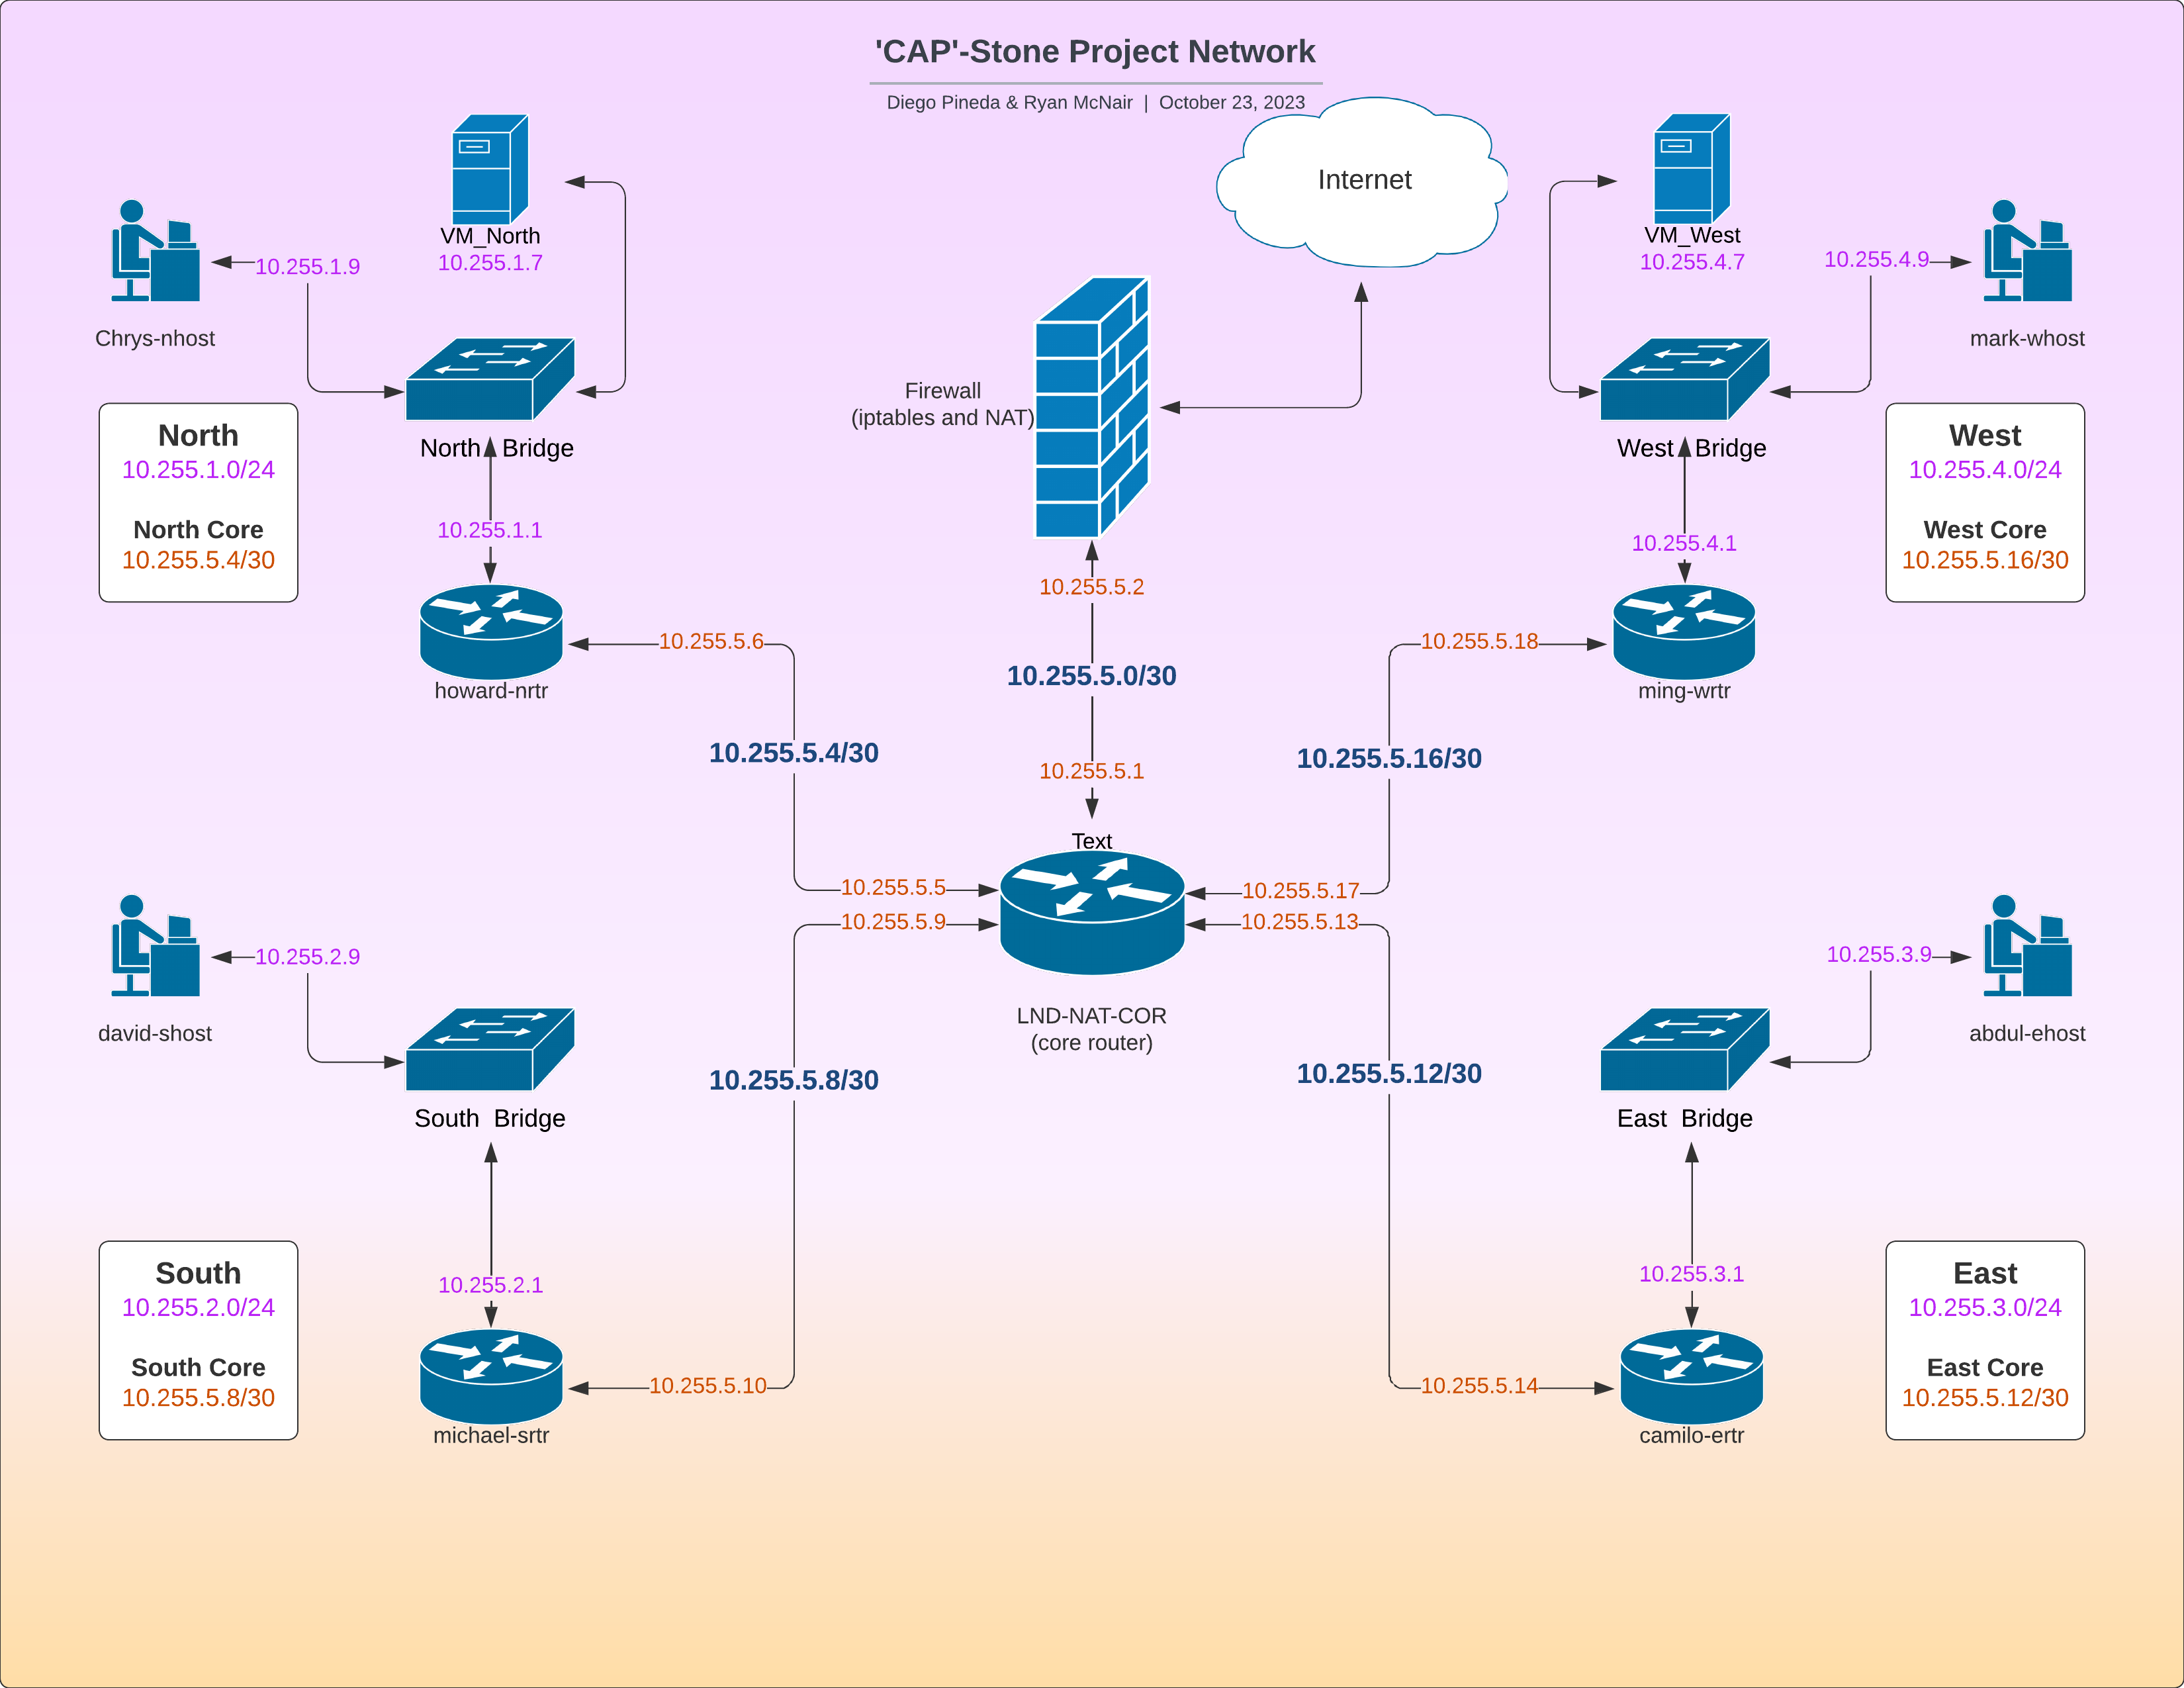 'CAP'-Stone Project Network
Diego Pineda & Ryan McNair | October 23, 2023
Internet
VM_North
10.255.1.7
VM_West
10.255.4.7
10.255.1.9
10.255.4.9
Chrys-nhost
mark-whost
Firewall
(iptables and NAT)
North Bridge
West Bridge
North
10.255.1.0/24
North Core
10.255.5.4/30
West
10.255.4.0/24
West Core
10.255.5.16/30
10.255.1.1
10.255.4.1
10.255.5.2
10.255.5.6
10.255.5.18
10.255.5.0/30
howard-nrtr
ming-wrtr
10.255.5.4/30
10.255.5.16/30
10.255.5.1
Text
10.255.5.5
10.255.5.17
10.255.5.9
10.255.5.13
10.255.2.9
10.255.3.9
LND-NAT-COR
(core router)
david-shost
abdul-ehost
10.255.5.8/30
10.255.5.12/30
South Bridge
East Bridge
10.255.2.1
10.255.3.1
South
10.255.2.0/24
South Core
10.255.5.8/30
East
10.255.3.0/24
East Core
10.255.5.12/30
10.255.5.10
10.255.5.14
michael-srtr
camilo-ertr